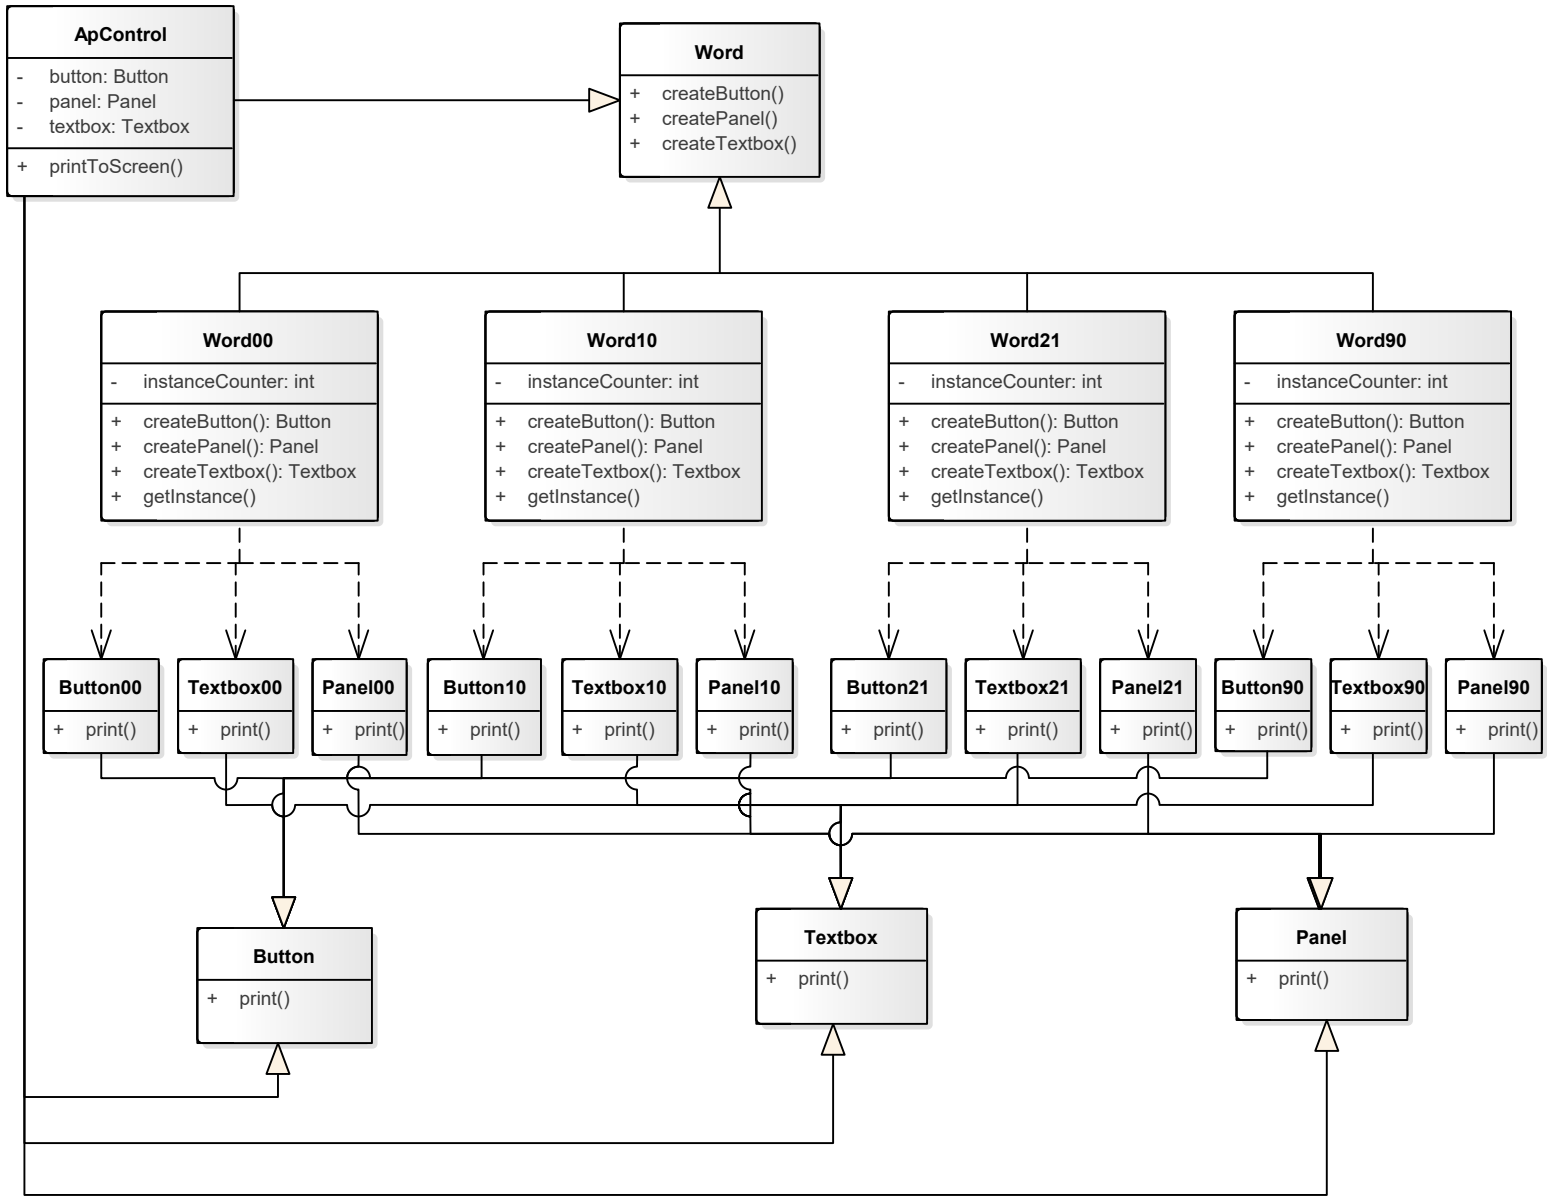 ApControl
- button: Button
- panel: Panel
- textbox: Textbox
+ printToScreen()
Word
+ createButton()
+ createPanel()
+ createTextbox()
Word00
- instanceCounter: int
+ createButton(): Button
+ createPanel(): Panel
+ createTextbox(): Textbox
+ getInstance()
Word10
- instanceCounter: int
+ createButton(): Button
+ createPanel(): Panel
+ createTextbox(): Textbox
+ getInstance()
Word21
- instanceCounter: int
+ createButton(): Button
+ createPanel(): Panel
+ createTextbox(): Textbox
+ getInstance()
Word90
- instanceCounter: int
+ createButton(): Button
+ createPanel(): Panel
+ createTextbox(): Textbox
+ getInstance()
Button00
+ print()
Textbox00
+ print()
Panel00
+ print()
Button10
+ print()
Textbox10
+ print()
Panel10
+ print()
Button21
+ print()
Textbox21
+ print()
Panel21
+ print()
Button90
+ print()
Textbox90
+ print()
Panel90
+ print()
Button
+ print()
Textbox
+ print()
Panel
+ print()